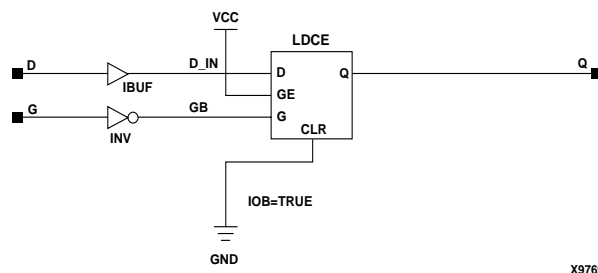 VCC
LDCE
D
D_IN
D
Q
Q
IBUF
GE
G
GB
G
INV
CLR
IOB=TRUE
GND
X976